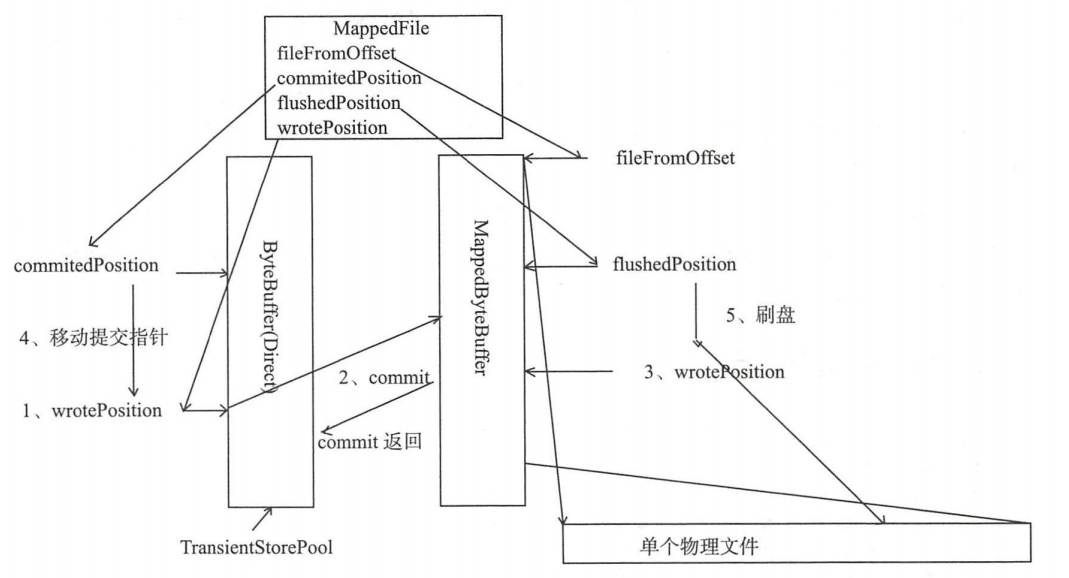 MappedFile
fileFromOffset
commitedPosition
flushedPosition
wrotePosition
fileFromOffset
commitedPosition
ByteBuffer(Direct)
MappedByteBuffer
flushedPosition
4、移动提交指针
5、刷盘
2、commit
3、wrotePosition
1、wrotePosition
commit 返回
TransientStorePool
单个物理文件